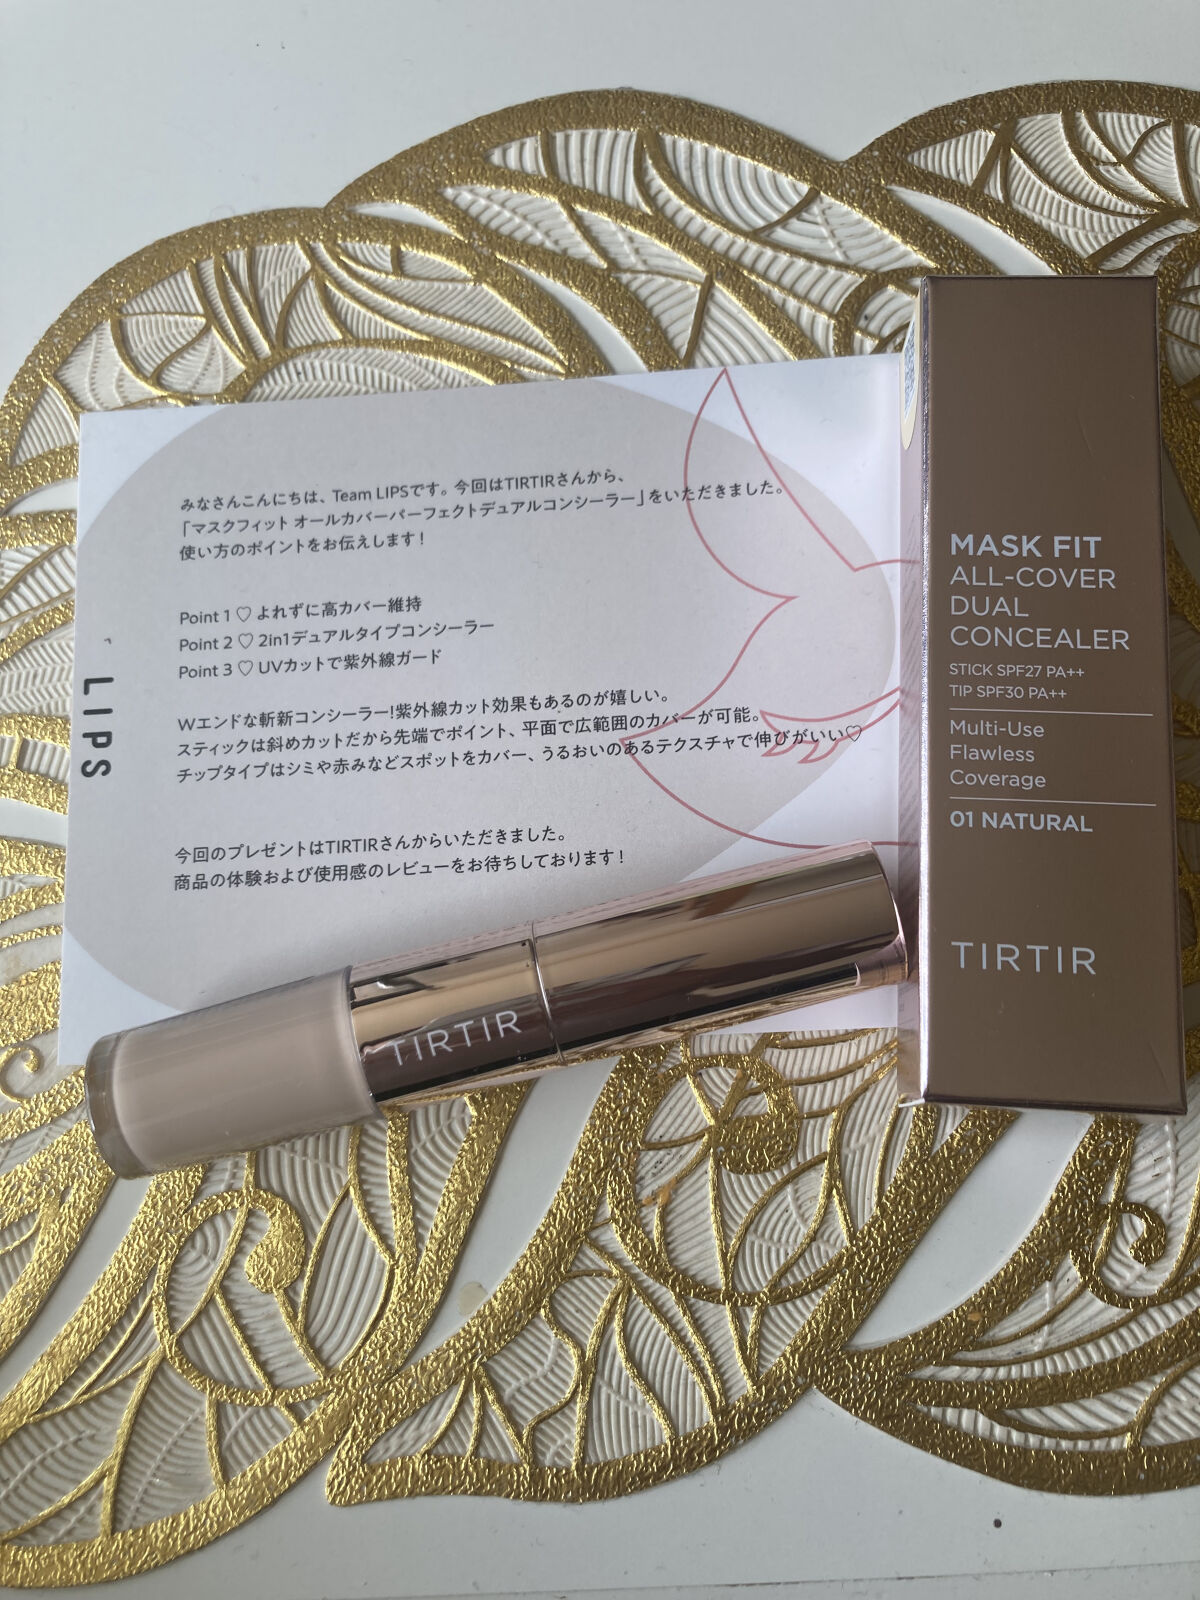 みなさんこんにちは、Team LIPSです。今回はTIRTIRさんから、
「マスクフィット オールカバーパーフェクトデュアルコンシーラー」をいただきました。
使い方のポイントをお伝えします！
Point 1 ♡ よれずに高カバー維持
Point 2 ♡ 2in1デュアルタイプコンシーラー
Point 3 ♡ UVカットで紫外線ガード
Wエンドな斬新コンシーラー!紫外線カット効果もあるのが嬉しい。
スティックは斜めカットだから先端でポイント、平面で広範囲のカバーが可能。
チップタイプはシミや赤みなどスポットをカバー、うるおいのあるテクスチャで伸びがいい♡
今回のプレゼントはTIRTIRさんからいただきました。
商品の体験および使用感のレビューをお待ちしております！
LIPS
TIRTIR
MASK FIT
ALL-COVER
DUAL
CONCEALER
STICK SPF27 PA++
TIP SPF30 PA++
Multi-Use
Flawless
Coverage
01 NATURAL
TIRTIR